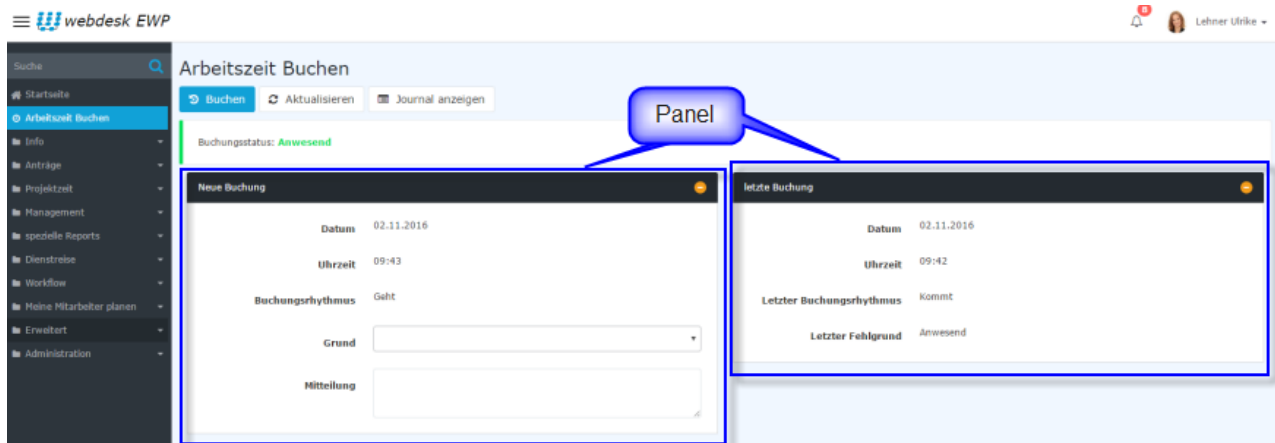 webdesk EWP
8
Lehner Ulrike
Suche
Startseite
Arbeitszeit Buchen
Info
Anträge
Projektzeit
Management
spezielle Reports
Dienstreise
Workflow
Meine Mitarbeiter planen
Erweitert
Administration
Arbeitszeit Buchen
Buchen Aktualisieren Journal anzeigen
Panel
Buchungsstatus: Anwesend
Neue Buchung
Datum 02.11.2016
Uhrzeit 09:43
Buchungsrhythmus Geht
Grund
Mitteilung
letzte Buchung
Datum 02.11.2016
Uhrzeit 09:42
Letzter Buchungsrhythmus Kommt
Letzter Fehlgrund Anwesend